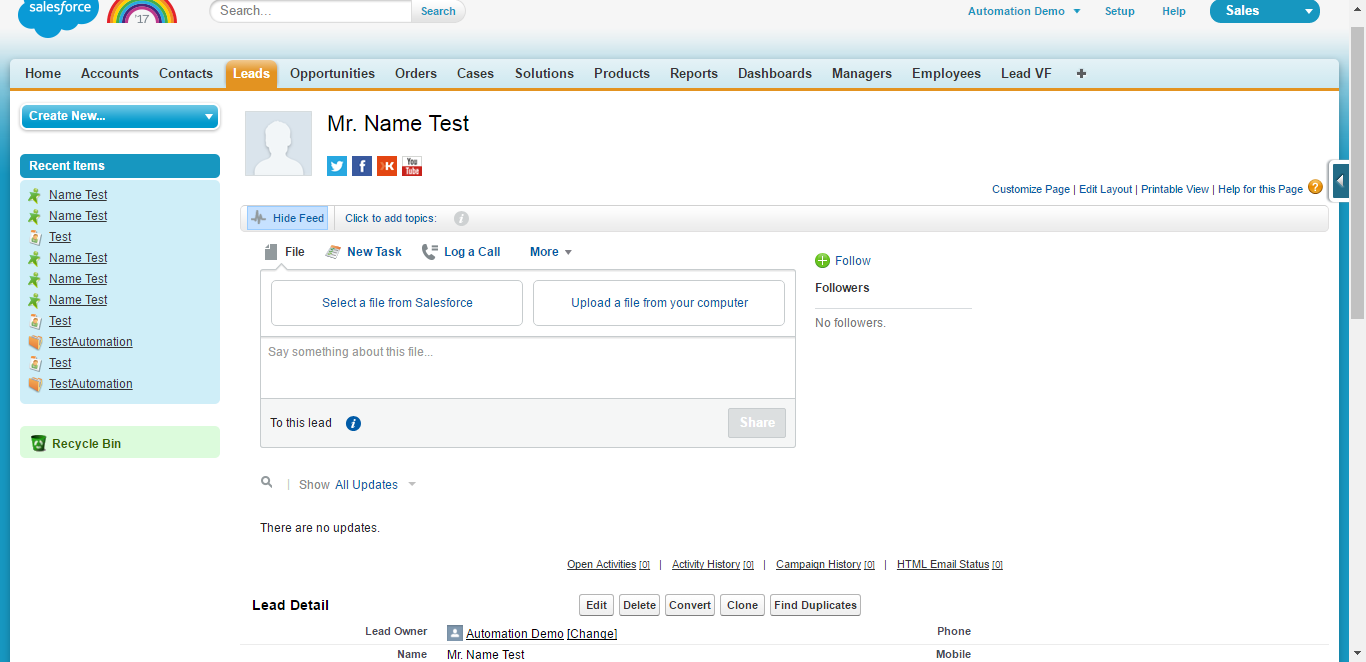 salesforce
'17
Search...
Search
Automation Demo
Setup
Help
Sales
Home Accounts Contacts Leads Opportunities Orders Cases Solutions Products Reports Dashboards Managers Employees Lead VF +
Create New...
Recent Items
Name Test
Name Test
Test
Name Test
Name Test
Name Test
Test
TestAutomation
Test
TestAutomation
Recycle Bin
Mr. Name Test
You
Tube
Customize Page | Edit Layout | Printable View | Help for this Page ?
Hide Feed
Click to add topics: i
File New Task Log a Call More
Select a file from Salesforce
Upload a file from your computer
Say something about this file...
To this lead i
Share
Follow
Followers
No followers.
Show All Updates
There are no updates.
Open Activities [0] | Activity History [0] | Campaign History [0] | HTML Email Status [0]
Lead Detail
Edit Delete Convert Clone Find Duplicates
Lead Owner Automation Demo [Change] Phone
Name Mr. Name Test Mobile